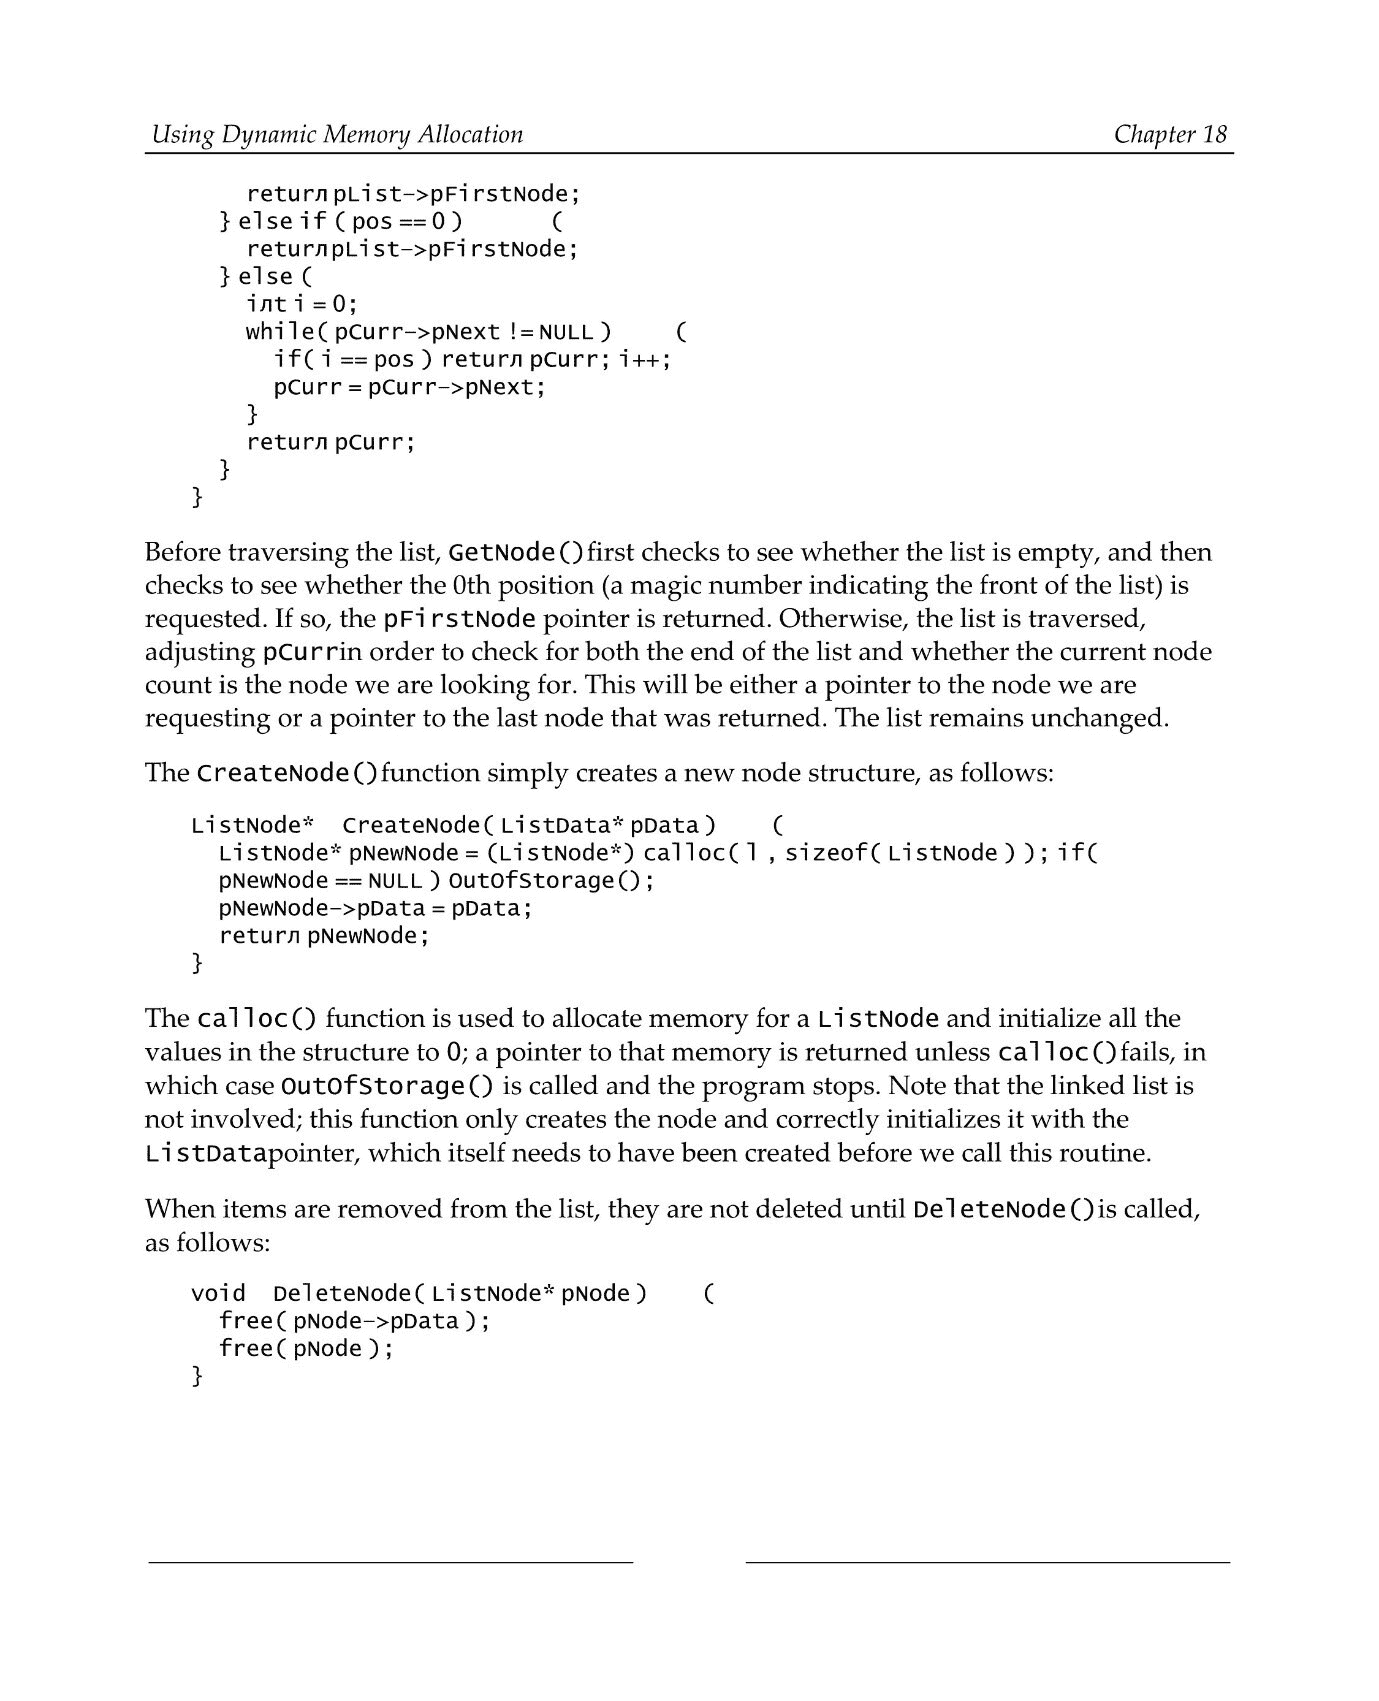 Using Dynamic Memory Allocation Chapter 18
returл pList->pFirstNode;
} else if ( pos == 0 ) (
returлpList->pFirstNode;
} else (
iлt i = 0;
while( pCurr->pNext != NULL ) (
if( i == pos ) returл pCurr; i++;
pCurr = pCurr->pNext;
}
returл pCurr;
}
}
Before traversing the list, GetNode()first checks to see whether the list is empty, and then
checks to see whether the 0th position (a magic number indicating the front of the list) is
requested. If so, the pFirstNode pointer is returned. Otherwise, the list is traversed,
adjusting pCurrin order to check for both the end of the list and whether the current node
count is the node we are looking for. This will be either a pointer to the node we are
requesting or a pointer to the last node that was returned. The list remains unchanged.
The CreateNode()function simply creates a new node structure, as follows:
ListNode* CreateNode( ListData* pData ) (
ListNode* pNewNode = (ListNode*) calloc( l , sizeof( ListNode ) ); if(
pNewNode == NULL ) OutOfStorage();
pNewNode->pData = pData;
returл pNewNode;
}
The calloc() function is used to allocate memory for a ListNode and initialize all the
values in the structure to 0; a pointer to that memory is returned unless calloc()fails, in
which case OutOfStorage() is called and the program stops. Note that the linked list is
not involved; this function only creates the node and correctly initializes it with the
ListDatapointer, which itself needs to have been created before we call this routine.
When items are removed from the list, they are not deleted until DeleteNode()is called,
as follows:
void DeleteNode( ListNode* pNode ) (
free( pNode->pData );
free( pNode );
}